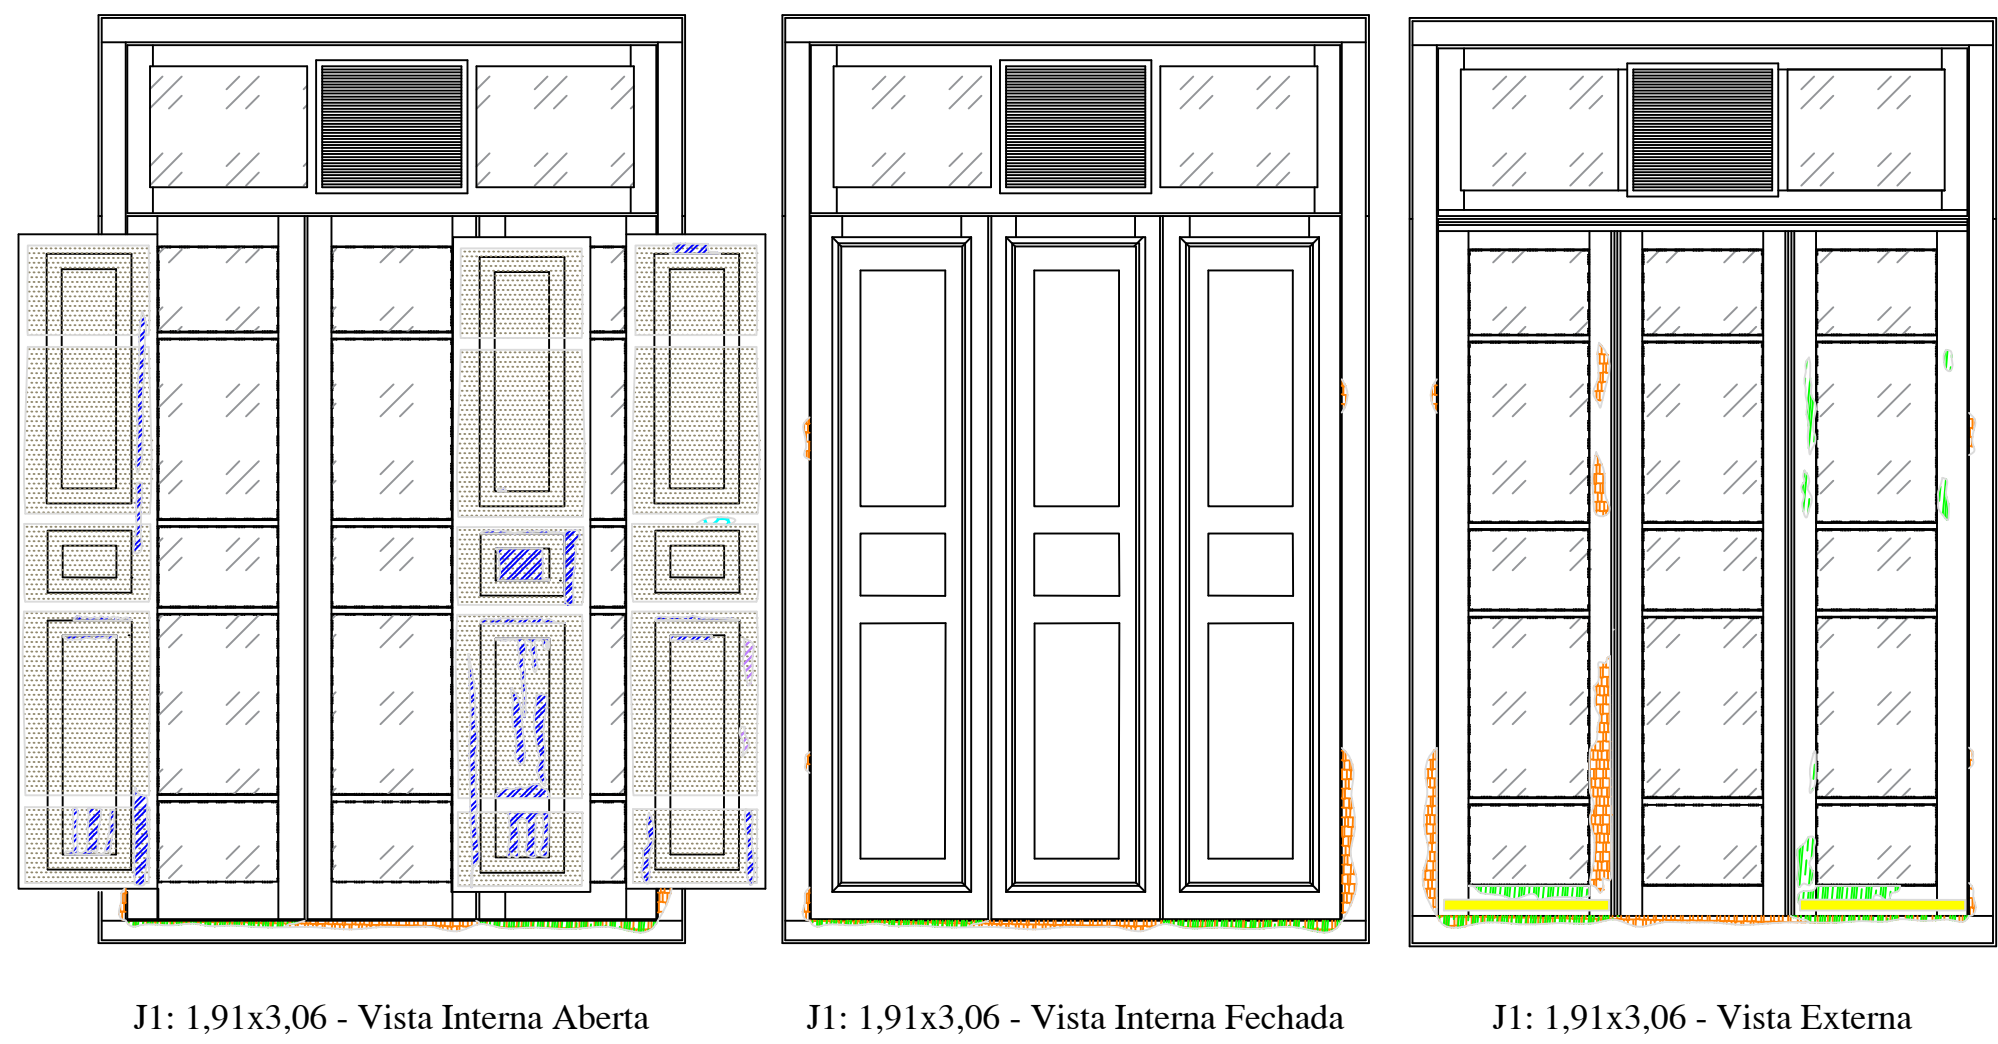 J1: 1,91x3,06 - Vista Interna Aberta
J1: 1,91x3,06 - Vista Interna Fechada
J1: 1,91x3,06 - Vista Externa